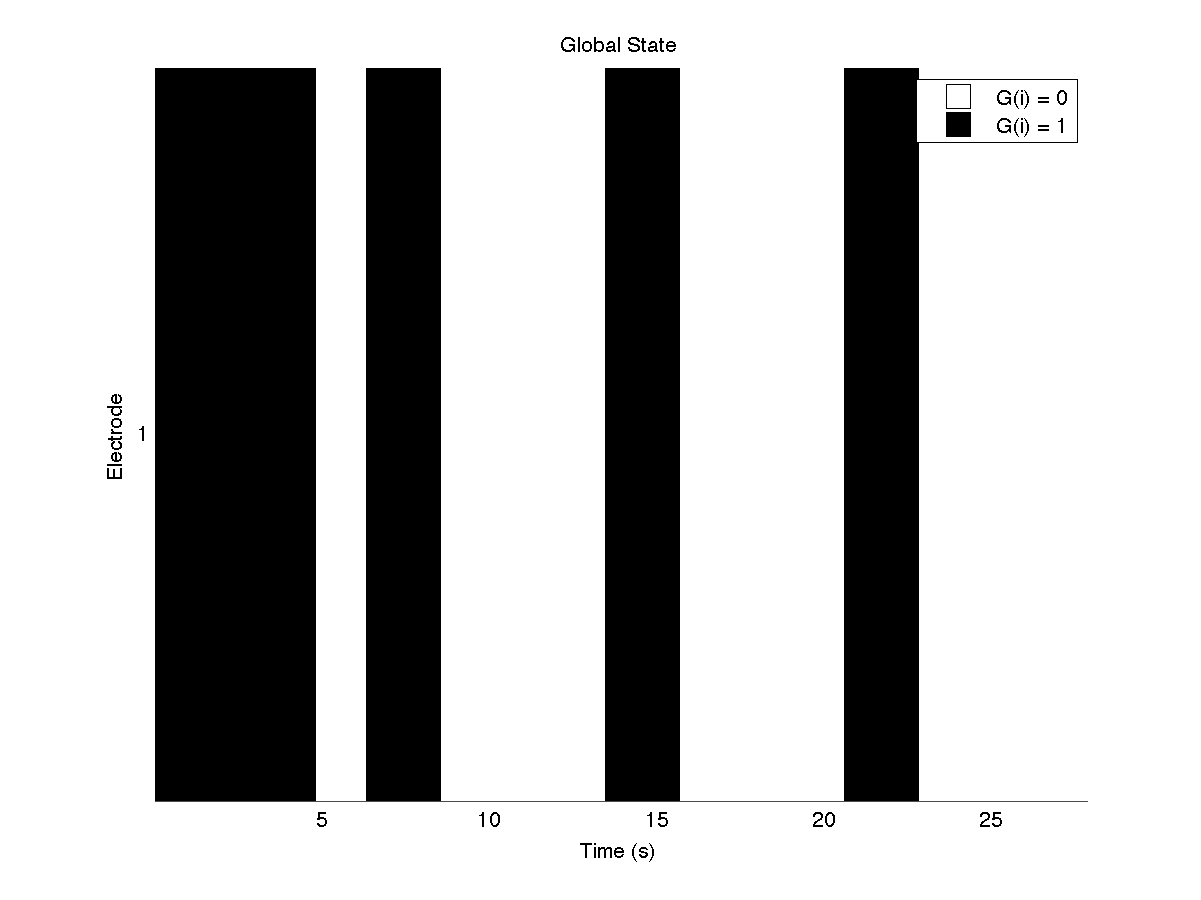 Global State
G(i) = 0
G(i) = 1
Electrode
1
5 10 15 20 25
Time (s)